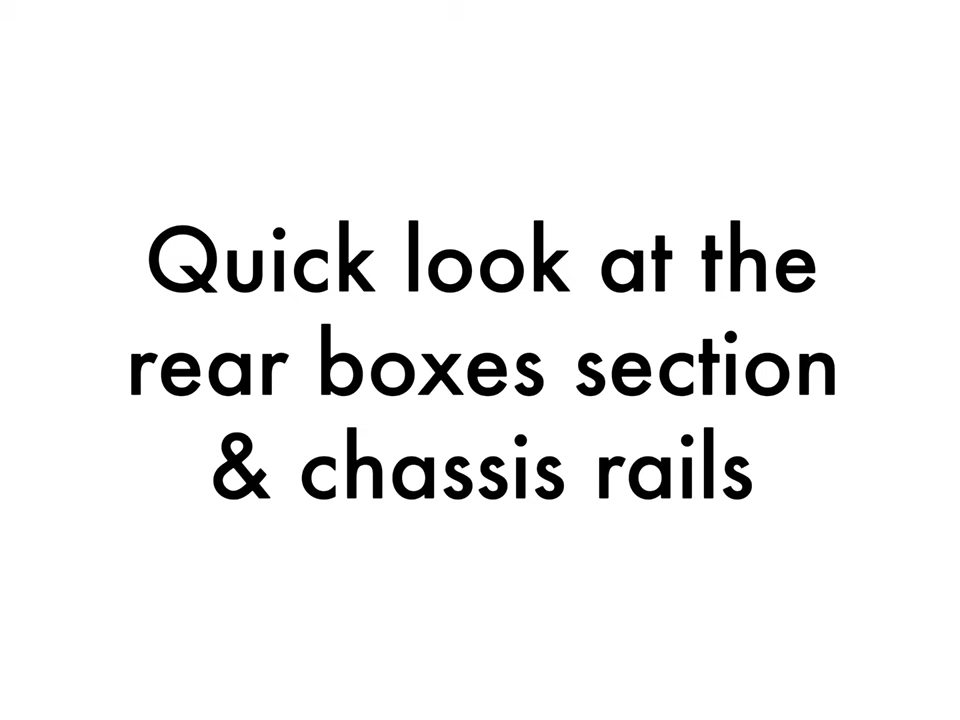 Quick look at the
rear boxes section
& chassis rails